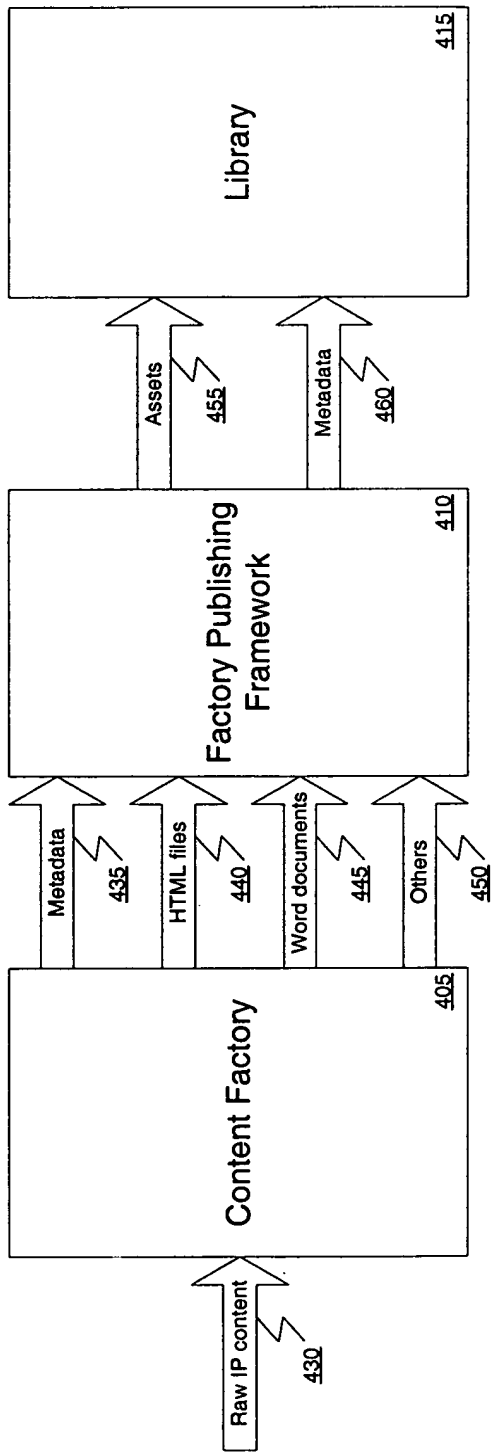 Raw IP content
430
Content Factory
405
Metadata
435
HTML files
440
Word documents
445
Others
450
Factory Publishing
Framework
410
Assets
455
Metadata
460
Library
415